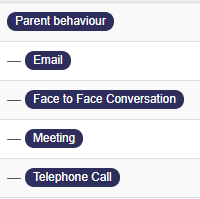 Parent behaviour
— Email
— Face to Face Conversation
— Meeting
— Telephone Call